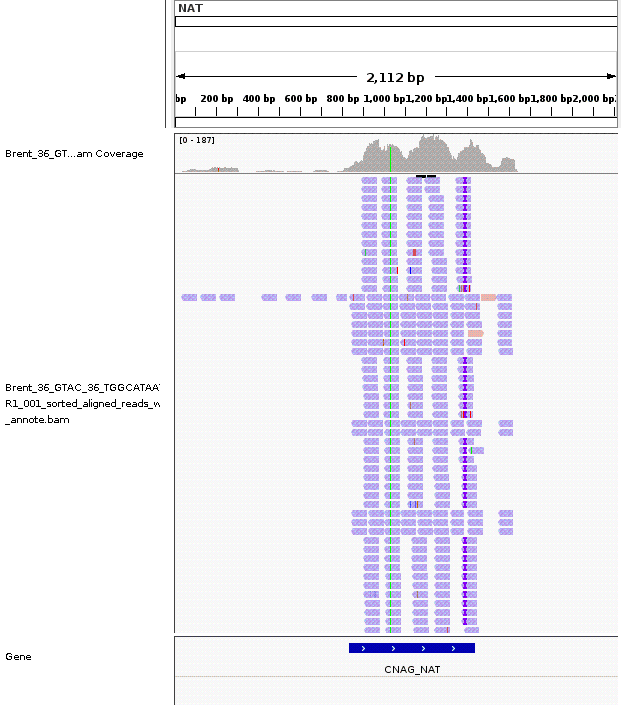 NAT
2,112 bp
bp 200 bp 400 bp 600 bp 800 bp 1,000 bp 1,200 bp 1,400 bp 1,600 bp 1,800 bp 2,000 bp
[0 - 187]
Brent_36_GT...am Coverage
Brent_36_GTAC_36_TGGCATAA
R1_001_sorted_aligned_reads_w
_annote.bam
Gene
CNAG_NAT